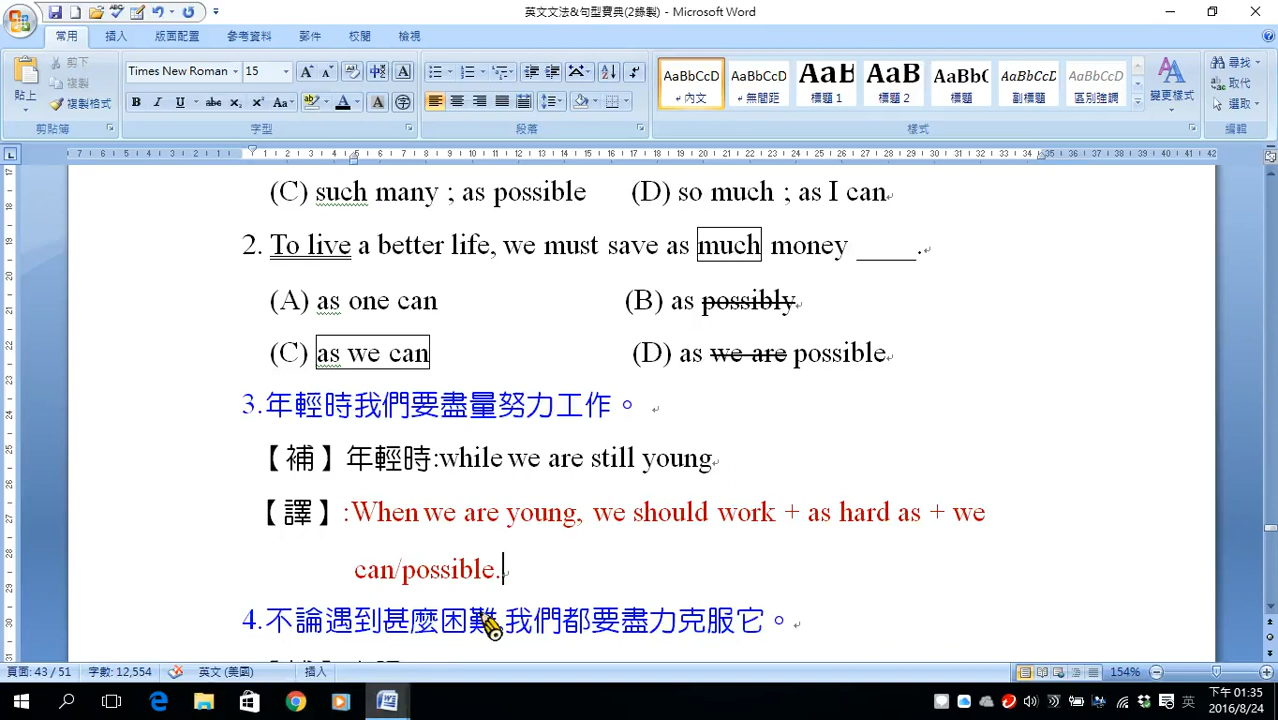 英文文法&句型寶典(2錄製) - Microsoft Word
常用 插入 版面配置 參考資料 郵件 校閱 檢視
貼上 剪下 複製 複製格式 剪貼簿
Times New Roman 15 字型
段落
AaBbCcD 內文 AaBbCcD 無間距 AaB 標題 1 AaB 標題 2 AaBb( 標題 AaBbCcD 副標題 AaBbCcD 區別強調 變更樣式 樣式
尋找 取代 選取 編輯
(C) such many ; as possible (D) so much ; as I can
2. To live a better life, we must save as much money _____.
(A) as one can (B) as possibly
(C) as we can (D) as we are possible
3.年輕時我們要盡量努力工作。
【補】年輕時:while we are still young
【譯】:When we are young, we should work + as hard as + we
can/possible.
4.不論遇到甚麼困難,我們都要盡力克服它。
頁面: 43 / 51 字數: 12,554 英文 (美國) 插入 154%
英 下午 01:35
2016/8/24